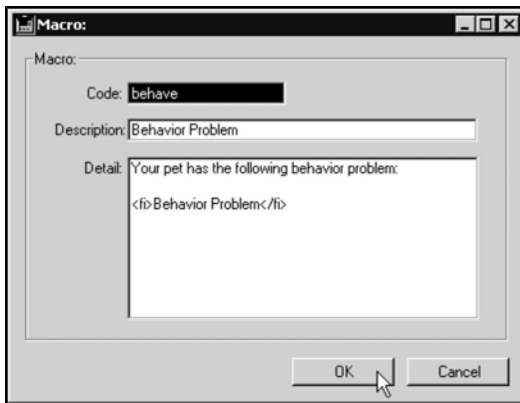 Macro:
Macro:
Code: behave
Description: Behavior Problem
Detail: Your pet has the following behavior problem:
<fi>Behavior Problem</fi>
OK Cancel